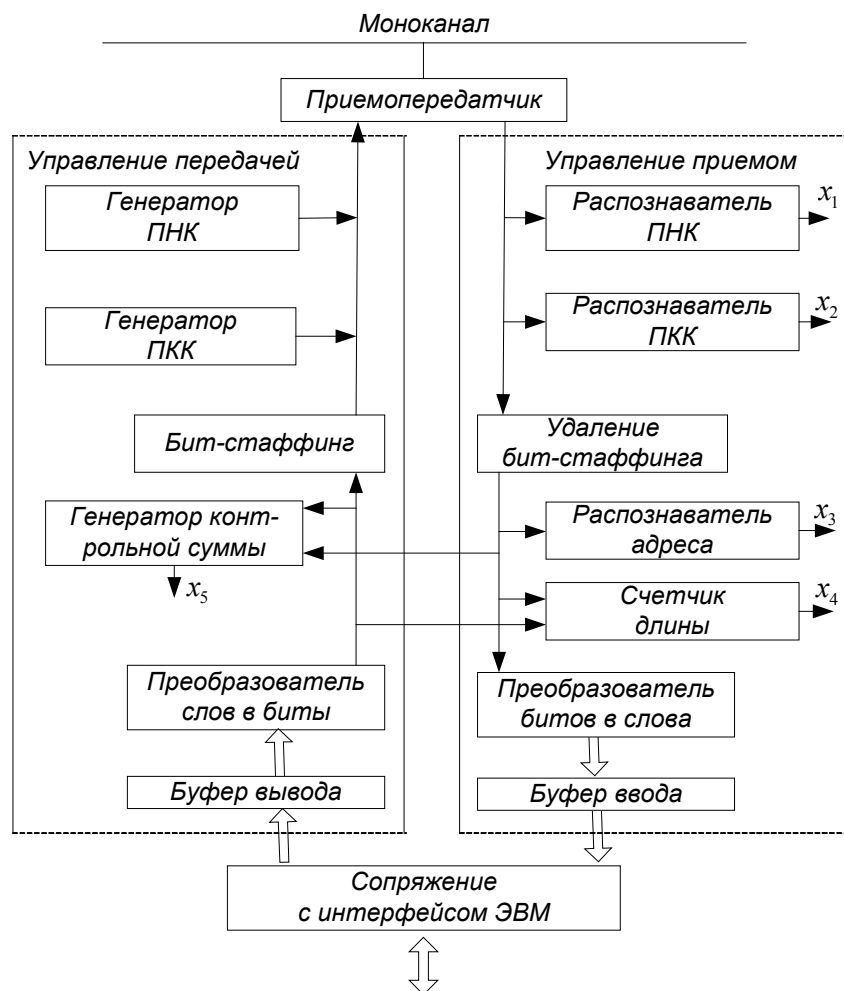 Моноканал
Приемопередатчик
Управление передачей
Генератор
ПНК
Генератор
ПКК
Бит-стаффинг
Генератор конт-
рольной суммы
x5
Преобразователь
слов в биты
Буфер вывода
Управление приемом
Распознаватель
ПНК
x1
Распознаватель
ПКК
x2
Удаление
бит-стаффинга
Распознаватель
адреса
x3
Счетчик
длины
x4
Преобразователь
битов в слова
Буфер ввода
Сопряжение
с интерфейсом ЭВМ